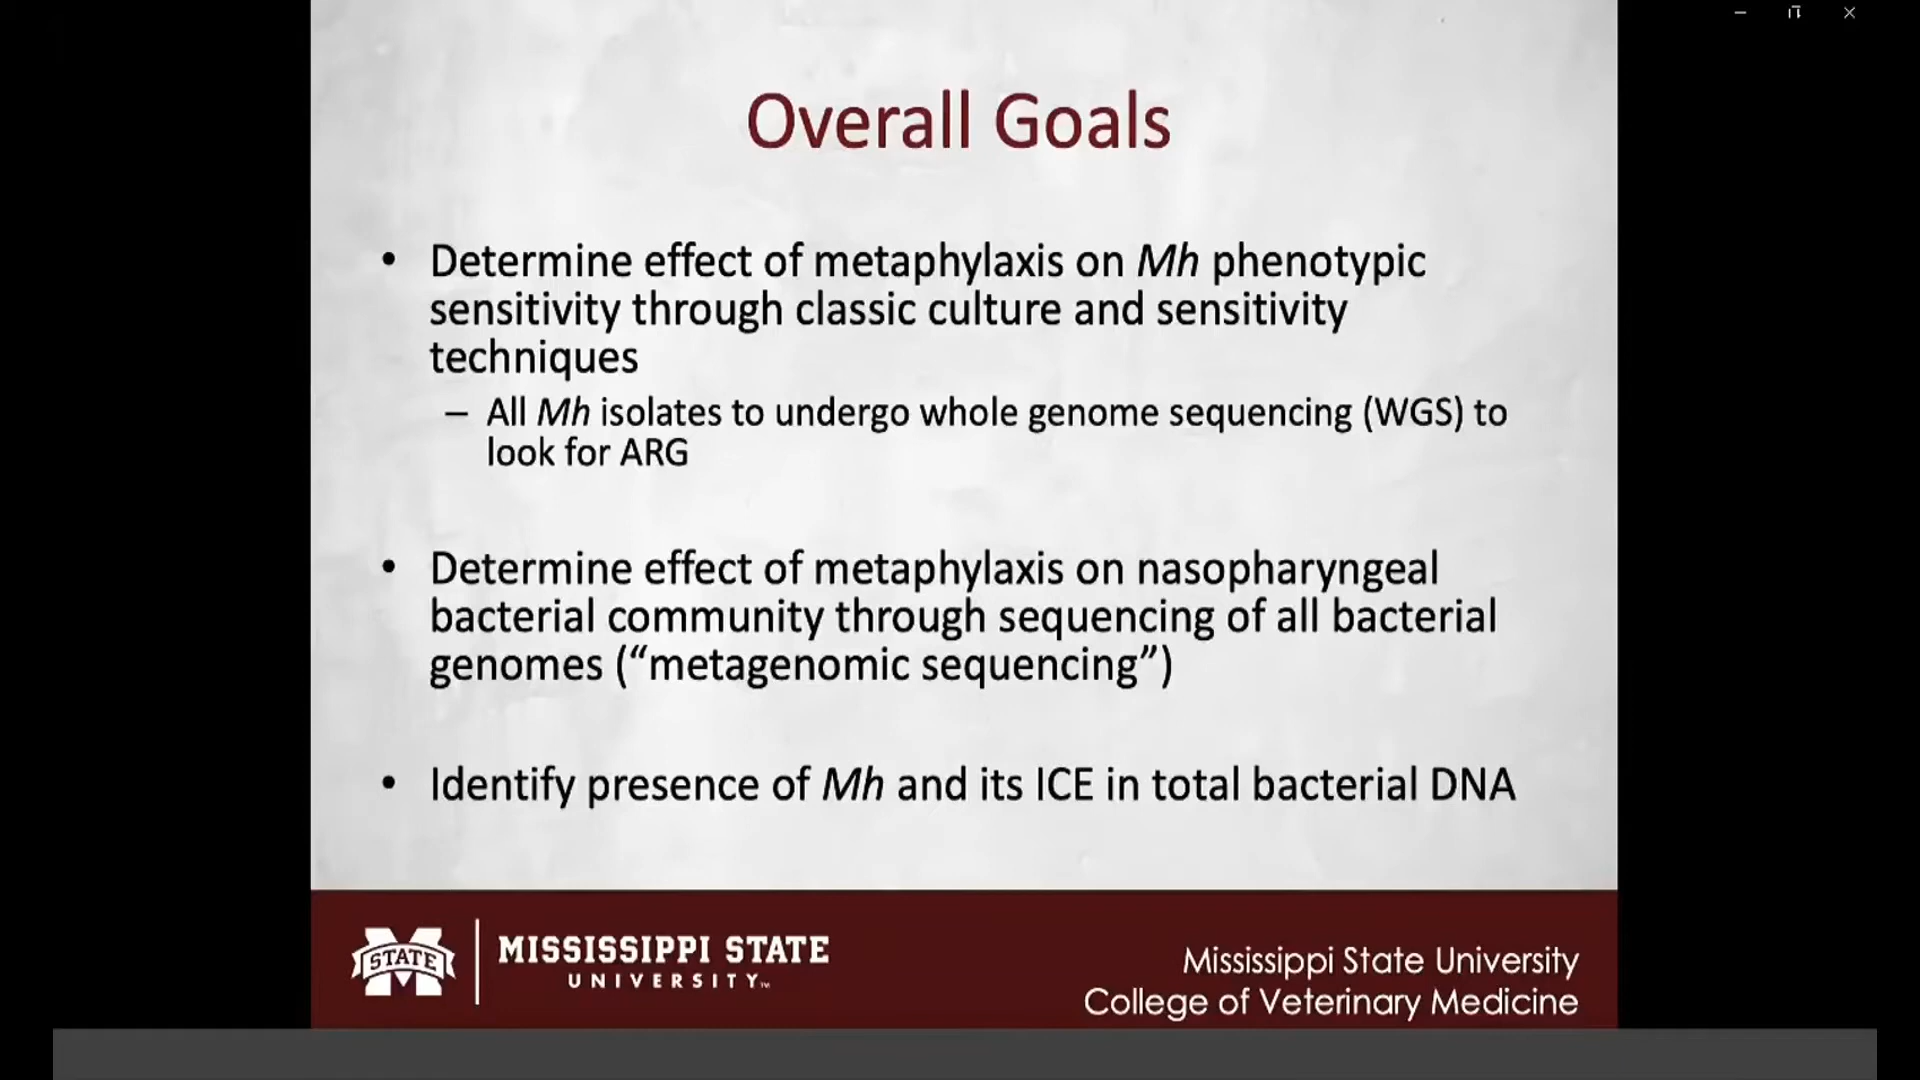 Overall Goals
• Determine effect of metaphylaxis on Mh phenotypic
sensitivity through classic culture and sensitivity
techniques
– All Mh isolates to undergo whole genome sequencing (WGS) to
look for ARG
• Determine effect of metaphylaxis on nasopharyngeal
bacterial community through sequencing of all bacterial
genomes (“metagenomic sequencing”)
• Identify presence of Mh and its ICE in total bacterial DNA
STATE
MISSISSIPPI STATE
UNIVERSITY™
Mississippi State University
College of Veterinary Medicine